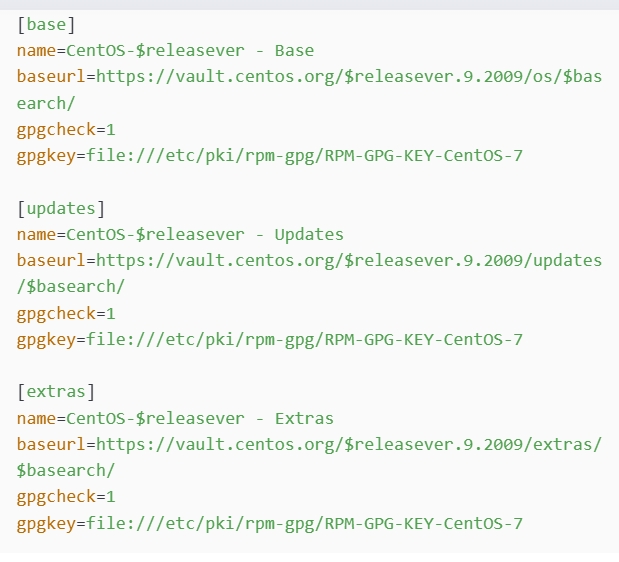 [base]
name=CentOS-$releasever - Base
baseurl=https://vault.centos.org/$releasever.9.2009/os/$bas
earch/
gpgcheck=1
gpgkey=file:///etc/pki/rpm-gpg/RPM-GPG-KEY-CentOS-7
[updates]
name=CentOS-$releasever - Updates
baseurl=https://vault.centos.org/$releasever.9.2009/updates
/$basearch/
gpgcheck=1
gpgkey=file:///etc/pki/rpm-gpg/RPM-GPG-KEY-CentOS-7
[extras]
name=CentOS-$releasever - Extras
baseurl=https://vault.centos.org/$releasever.9.2009/extras/
$basearch/
gpgcheck=1
gpgkey=file:///etc/pki/rpm-gpg/RPM-GPG-KEY-CentOS-7